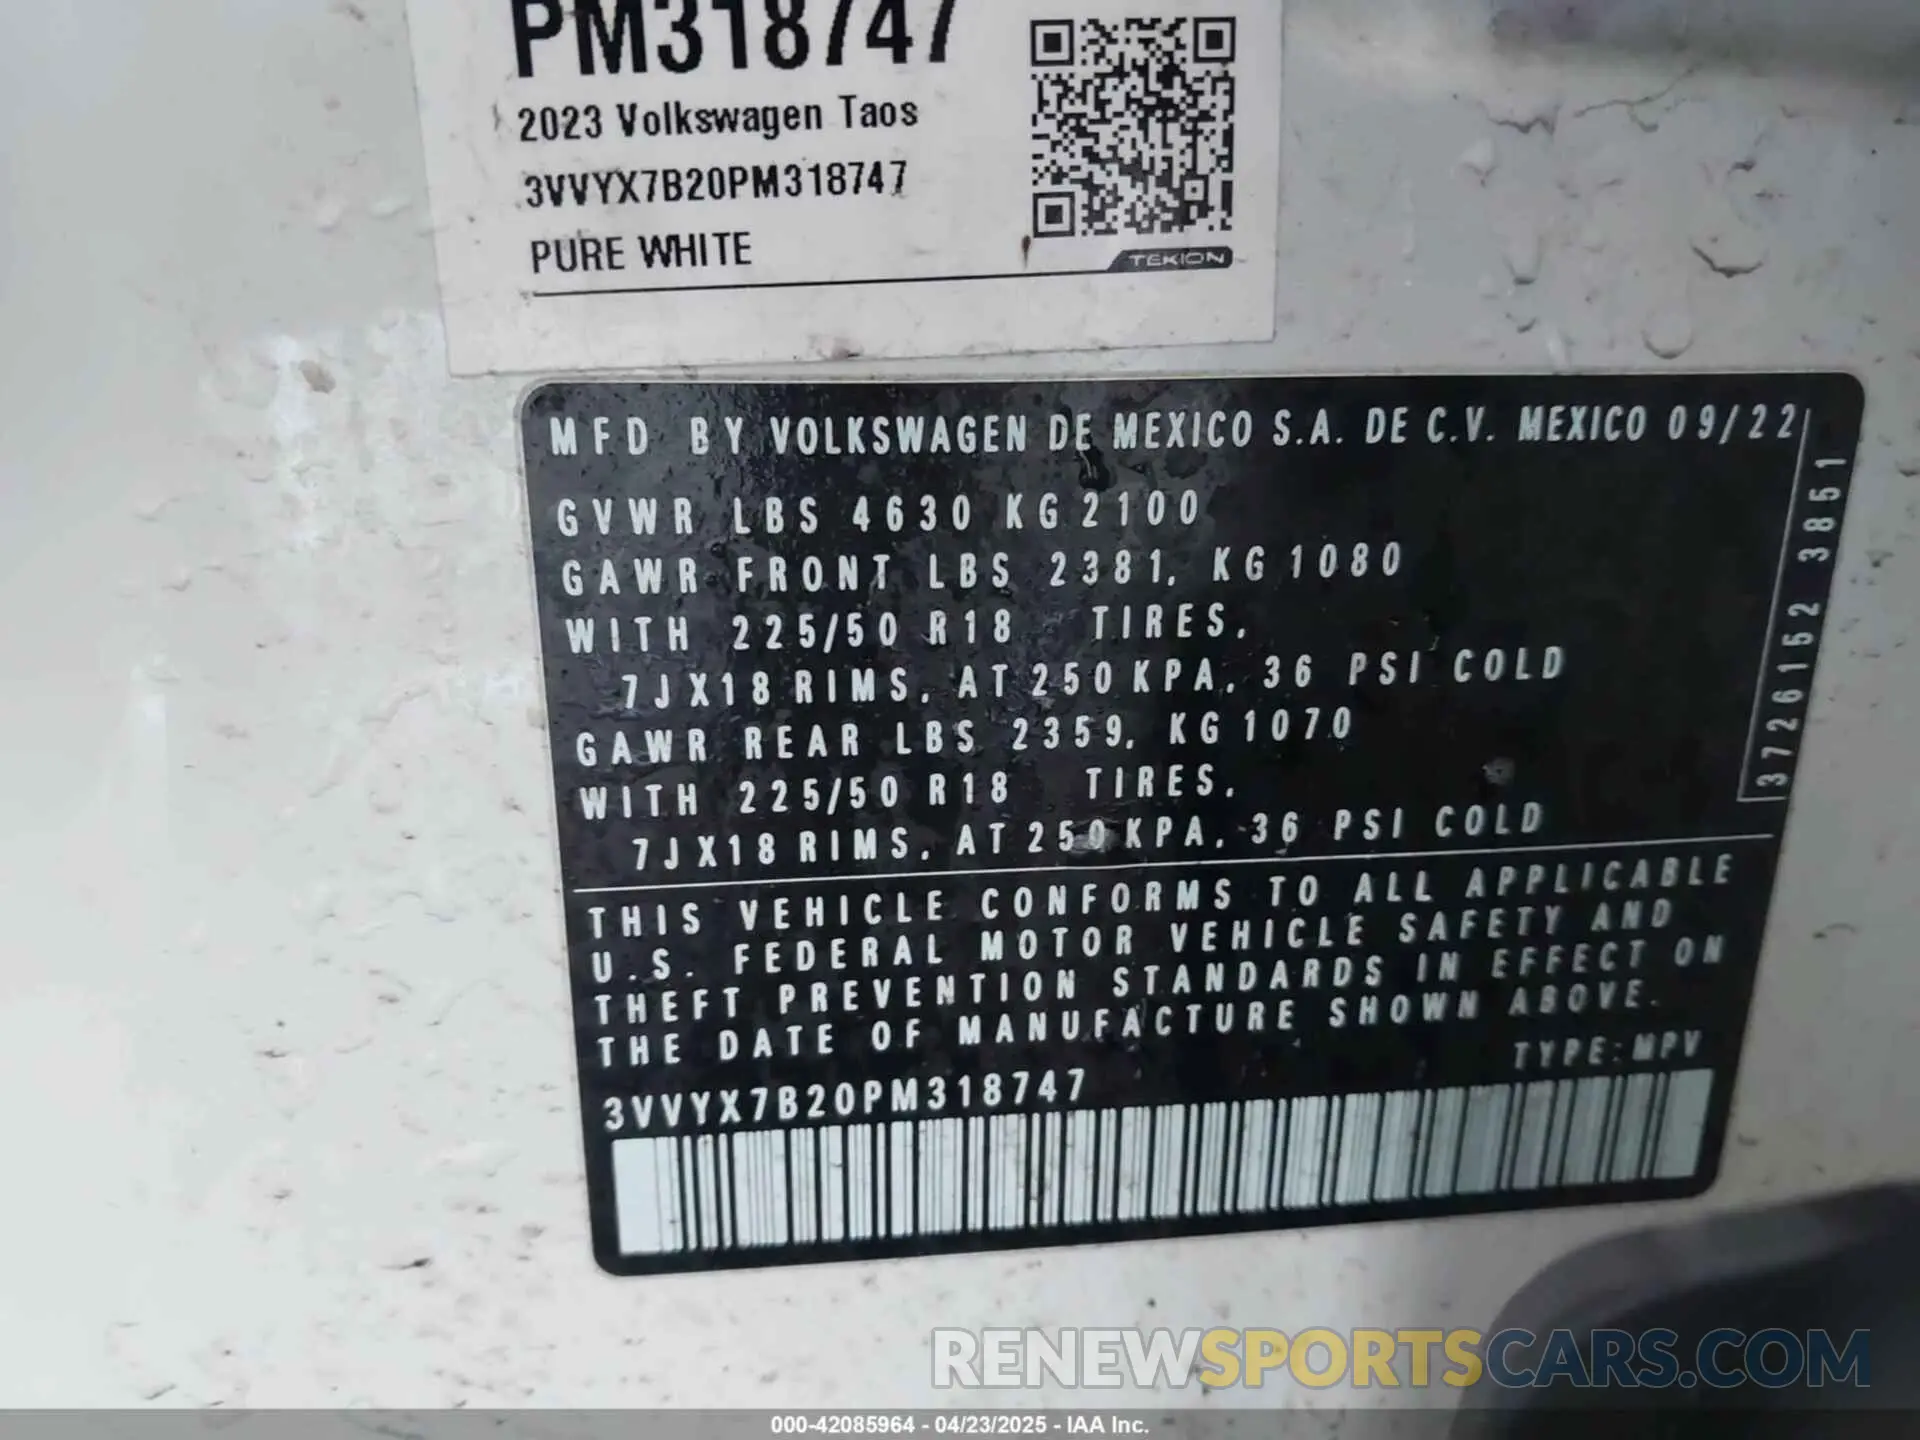 PM318747
2023 Volkswagen Taos
3VVYX7B20PM318747
PURE WHITE
TEKION
MFD BY VOLKSWAGEN DE MEXICO S.A. DE C.V. MEXICO 09/22
GVWR LBS 4630 KG 2100
GAWR FRONT LBS 2381, KG 1080
WITH 225/50 R18 TIRES,
7JX18 RIMS, AT 250 KPA, 36 PSI COLD
GAWR REAR LBS 2359, KG 1070
WITH 225/50 R18 TIRES,
7JX18 RIMS, AT 250 KPA, 36 PSI COLD
3726152 3851
THIS VEHICLE CONFORMS TO ALL APPLICABLE
U.S. FEDERAL MOTOR VEHICLE SAFETY AND
THEFT PREVENTION STANDARDS IN EFFECT ON
THE DATE OF MANUFACTURE SHOWN ABOVE.
TYPE: MPV
3VVYX7B20PM318747
RENEWSPORTSCARS.COM
000-42085964 - 04/23/2025 - IAA Inc.